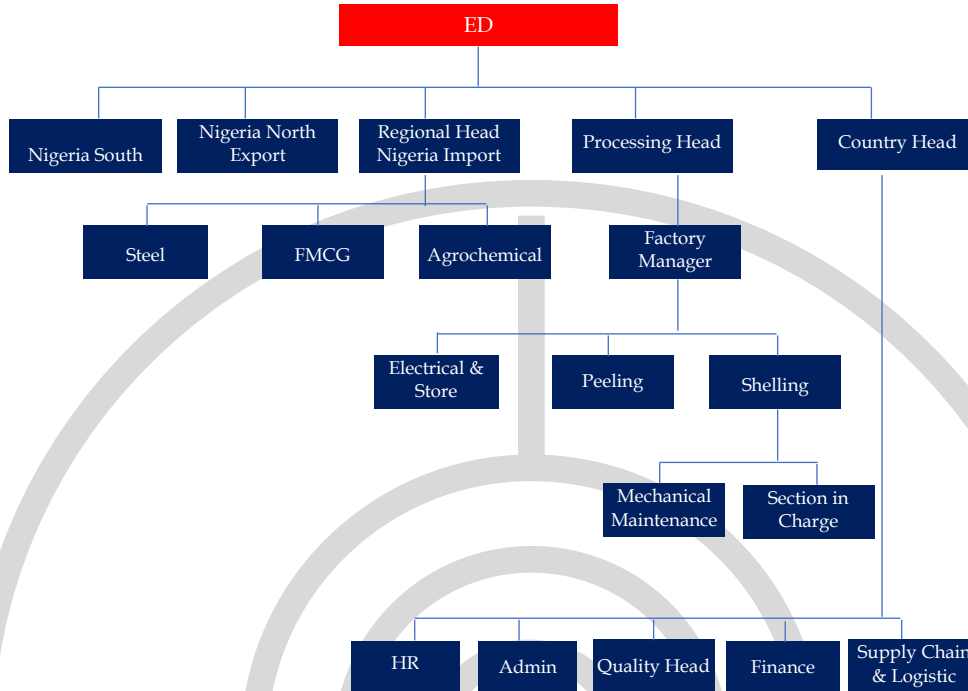 ED
Nigeria South
Nigeria North
Export
Regional Head
Nigeria Import
Processing Head
Country Head
Steel
FMCG
Agrochemical
Factory
Manager
Electrical &
Store
Peeling
Shelling
Mechanical
Maintenance
Section in
Charge
HR
Admin
Quality Head
Finance
Supply Chain
& Logistic